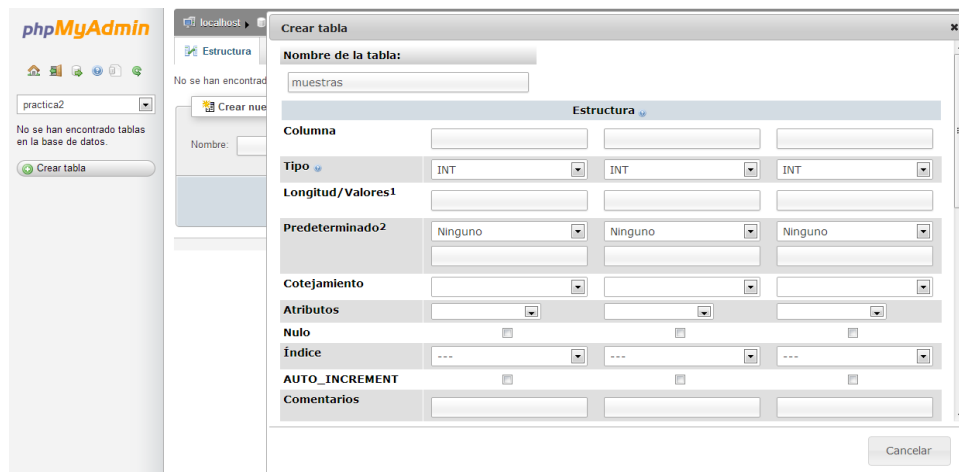 phpMyAdmin
practica2
No se han encontrado tablas
en la base de datos.
Crear tabla
localhost
Estructura
No se han encontrad
Crear nue
Nombre:
Crear tabla
Nombre de la tabla:
muestras
Estructura
Columna
Tipo INT INT INT
Longitud/Valores1
Predeterminado2 Ninguno Ninguno Ninguno
Cotejamiento
Atributos
Nulo
Índice --- --- ---
AUTO_INCREMENT
Comentarios
Cancelar